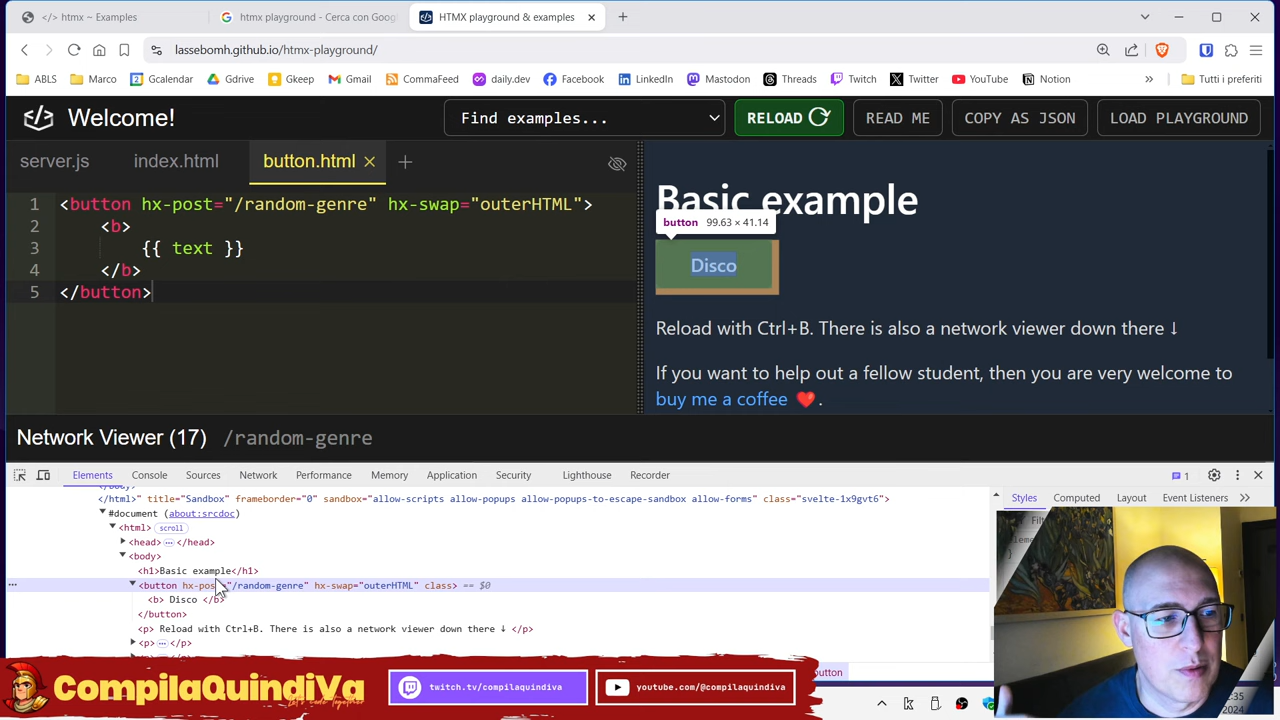 </> htmx ~ Examples
htmx playground - Cerca con Goog
HTMX playground & examples
lassebomh.github.io/htmx-playground/
ABLS
Marco
Gcalendar
Gdrive
Gkeep
Gmail
CommaFeed
daily.dev
Facebook
LinkedIn
Mastodon
Threads
Twitch
Twitter
YouTube
Notion
»
Tutti i preferiti
Welcome!
Find examples...
RELOAD
READ ME
COPY AS JSON
LOAD PLAYGROUND
server.js
index.html
button.html
1 <button hx-post="/random-genre" hx-swap="outerHTML">
2 <b>
3 {{ text }}
4 </b>
5 </button>
Basic example
button 99.63 × 41.14
Disco
Reload with Ctrl+B. There is also a network viewer down there ↓
If you want to help out a fellow student, then you are very welcome to
buy me a coffee ❤️.
Network Viewer (17) /random-genre
Elements
Console
Sources
Network
Performance
Memory
Application
Security
Lighthouse
Recorder
1
</html>" title="Sandbox" frameborder="0" sandbox="allow-scripts allow-popups allow-popups-to-escape-sandbox allow-forms" class="svelte-1x9gvt6">
#document (about:srcdoc)
<html> scroll
<head> ⋯ </head>
<body>
<h1>Basic example</h1>
<button hx-post="/random-genre" hx-swap="outerHTML" class> == $0
<b> Disco </b>
</button>
<p> Reload with Ctrl+B. There is also a network viewer down there ↓ </p>
<p> ⋯ </p>
Styles
Computed
Layout
Event Listeners
»
button
CompilaQuindiVa
Let's Code Together
twitch.tv/compilaquindiva
youtube.com/@compilaquindiva